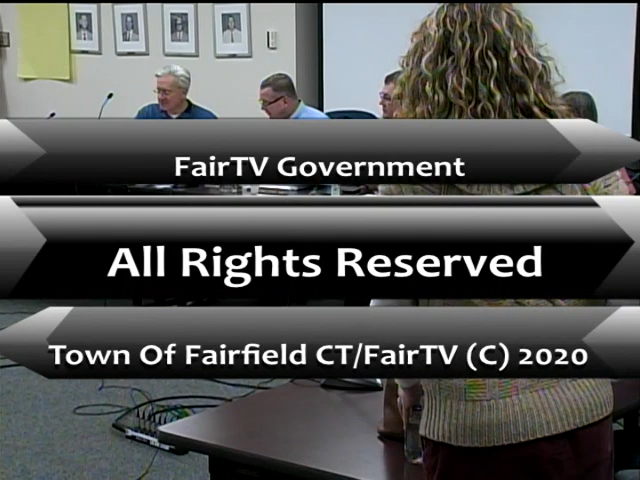 FairTV Government
All Rights Reserved
Town Of Fairfield CT/FairTV (C) 2020